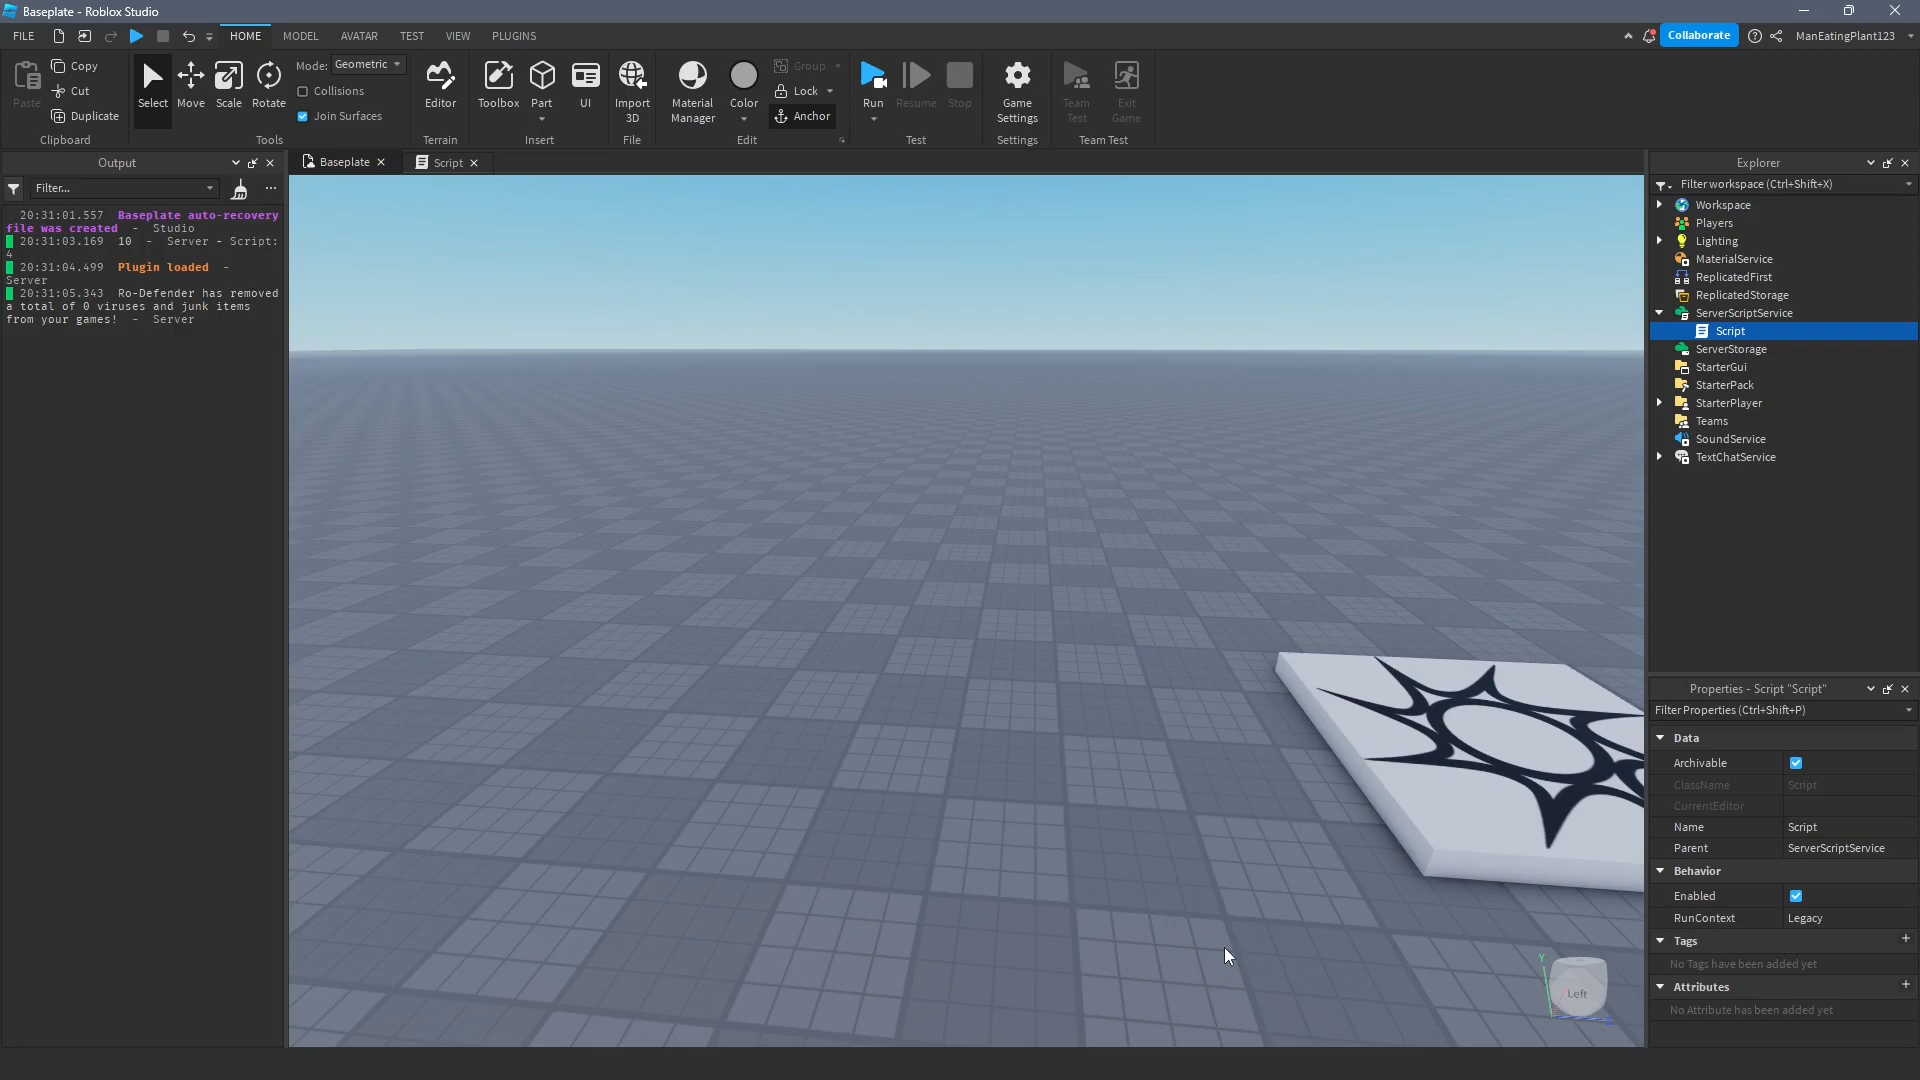 Baseplate - Roblox Studio
FILE HOME MODEL AVATAR TEST VIEW PLUGINS Collaborate ManEatingPlant123
Paste
Copy
Cut
Duplicate
Clipboard
Select
Move
Scale
Rotate
Mode: Geometric
Collisions
Join Surfaces
Tools
Editor
Terrain
Toolbox
Part
UI
Insert
Import
3D
File
Material
Manager
Color
Group
Lock
Anchor
Edit
Run
Resume
Stop
Test
Game
Settings
Settings
Team
Test
Exit
Game
Team Test
Output
Filter...
20:31:01.557 Baseplate auto-recovery
file was created - Studio
20:31:03.169 10 - Server - Script:
4
20:31:04.499 Plugin loaded -
Server
20:31:05.343 Ro-Defender has removed
a total of 0 viruses and junk items
from your games! - Server
Baseplate
Script
Y
Left
Z
Explorer
Filter workspace (Ctrl+Shift+X)
Workspace
Players
Lighting
MaterialService
ReplicatedFirst
ReplicatedStorage
ServerScriptService
Script
ServerStorage
StarterGui
StarterPack
StarterPlayer
Teams
SoundService
TextChatService
Properties - Script "Script"
Filter Properties (Ctrl+Shift+P)
Data
Archivable
ClassName Script
CurrentEditor
Name Script
Parent ServerScriptService
Behavior
Enabled
RunContext Legacy
Tags +
No Tags have been added yet
Attributes +
No Attribute has been added yet